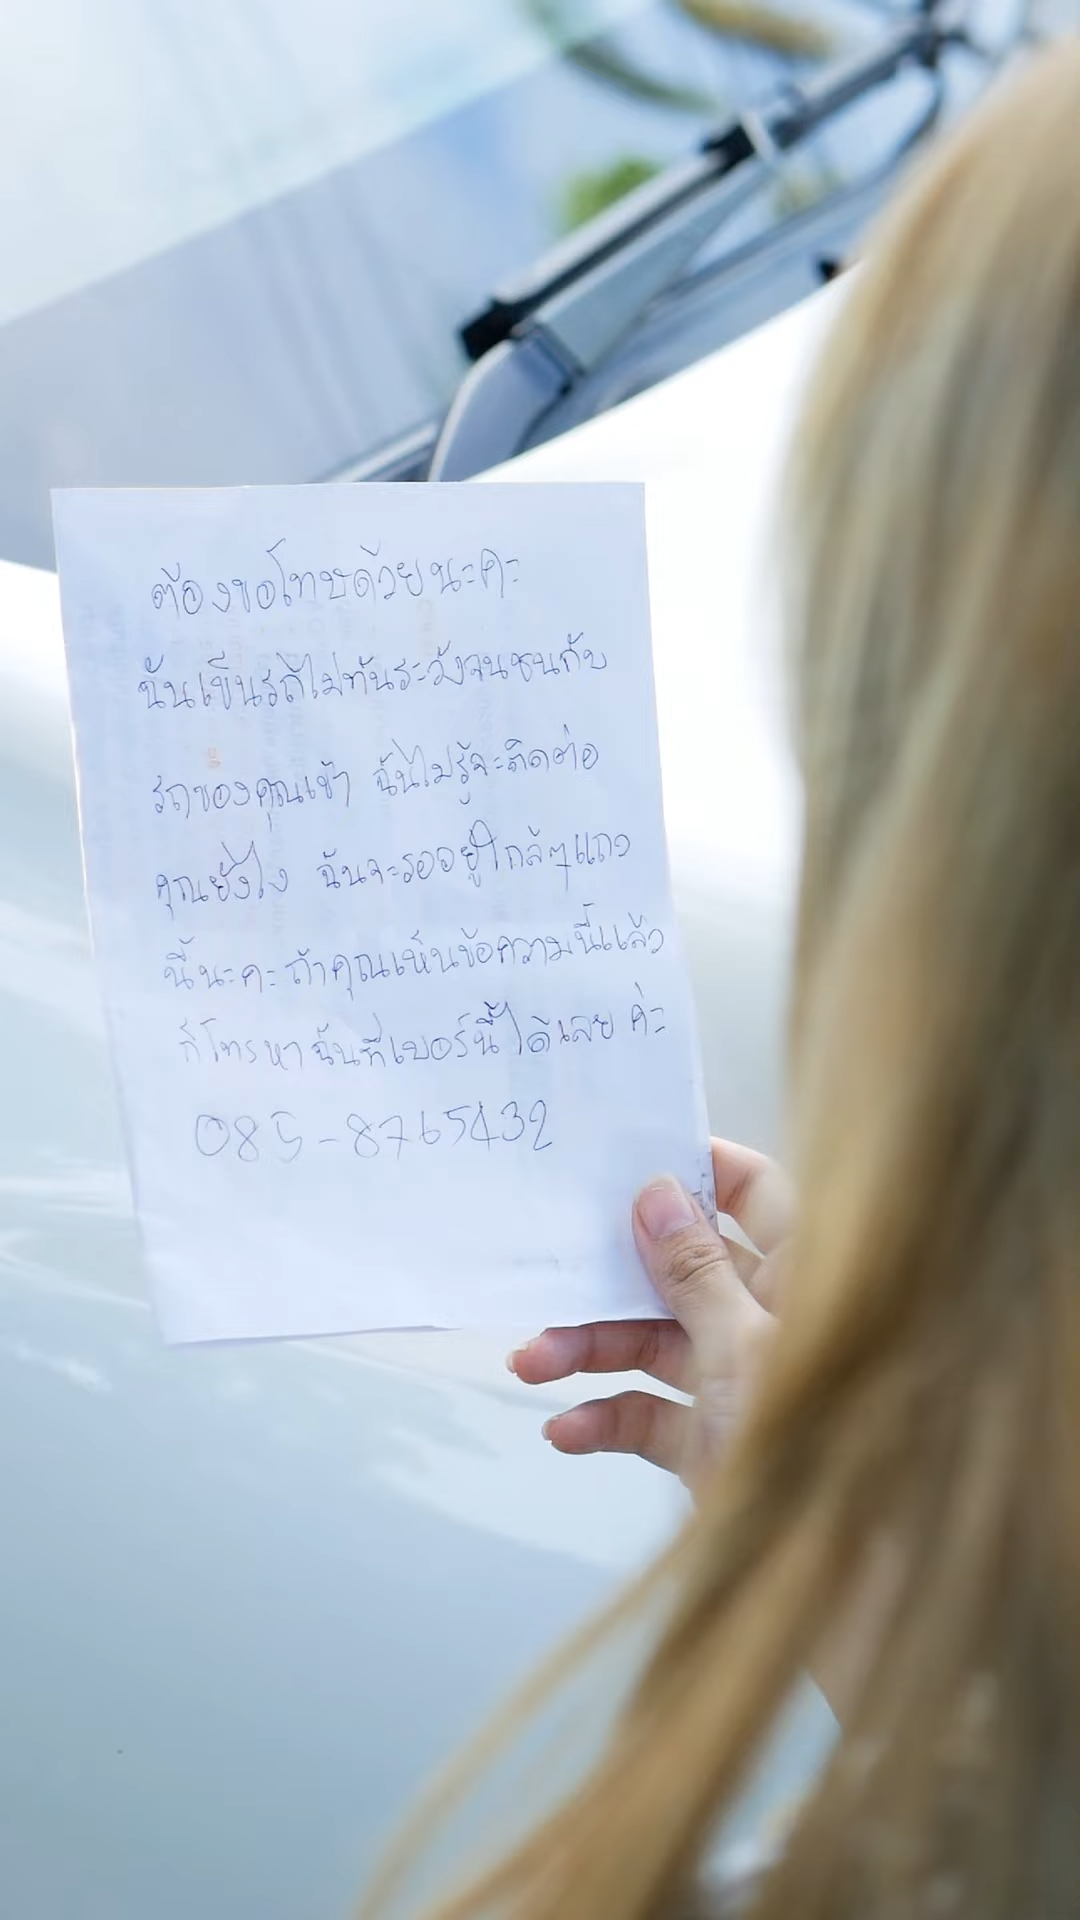 ต้องขอโทษด้วยนะคะ
ฉันเข็นรถไม่ทันระวังจนชนกับ
รถของคุณเข้า ฉันไม่รู้จะติดต่อ
คุณยังไง ฉันจะรออยู่ใกล้ๆแถว
นี้นะคะ ถ้าคุณเห็นข้อความนี้แล้ว
ก็โทรหาฉันที่เบอร์นี้ได้เลย ค่ะ
085-8765432